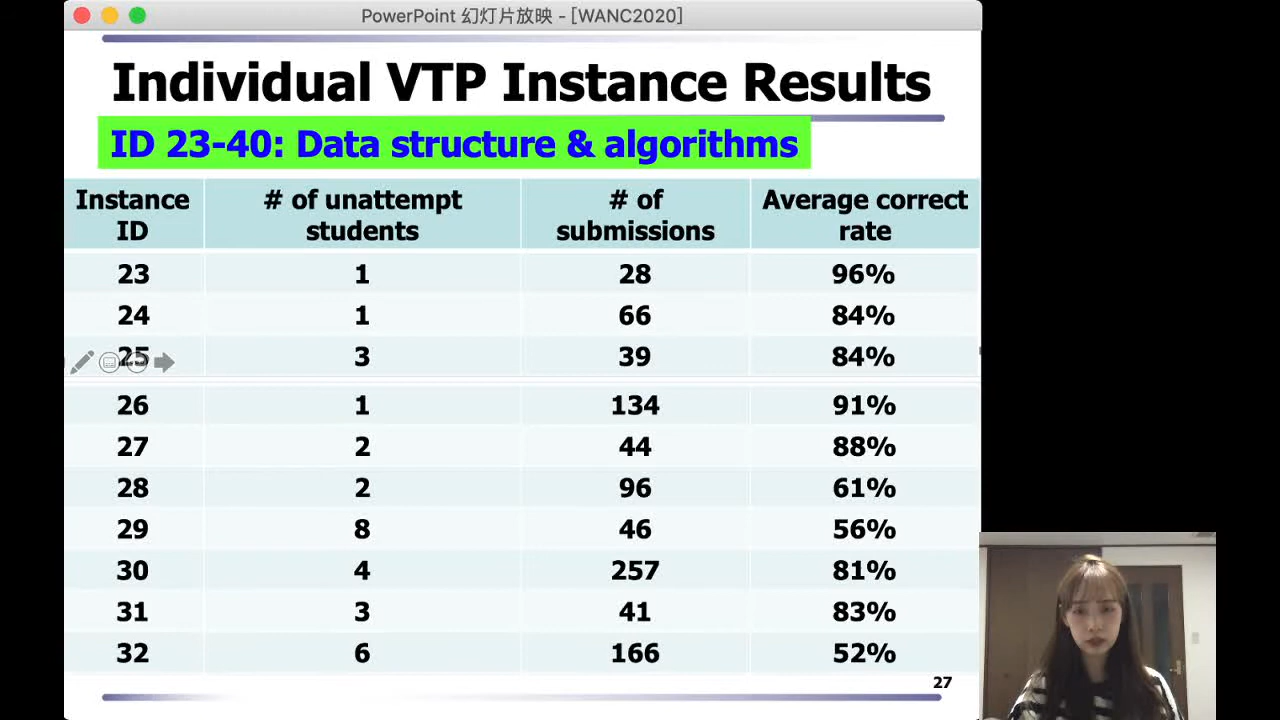 PowerPoint 幻灯片放映 - [WANC2020]
Individual VTP Instance Results
ID 23-40: Data structure & algorithms
Instance ID # of unattempt students # of submissions Average correct rate
23 1 28 96%
24 1 66 84%
25 3 39 84%
26 1 134 91%
27 2 44 88%
28 2 96 61%
29 8 46 56%
30 4 257 81%
31 3 41 83%
32 6 166 52%
27